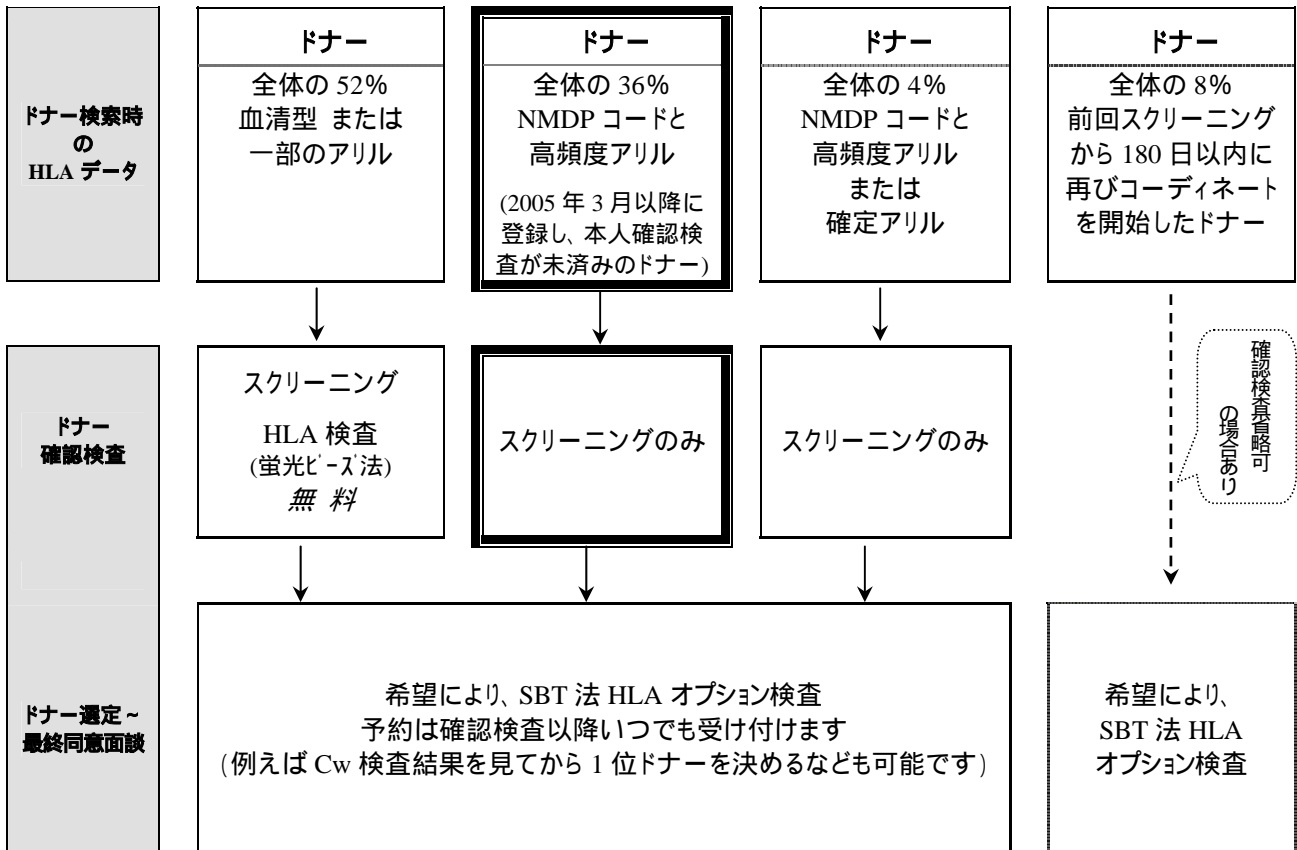 ドナー検索時
の
HLA データ
ドナー
全体の 52%
血清型 または
一部のアリル
ドナー
全体の 36%
NMDP コードと
高頻度アリル
(2005 年 3 月以降に
登録し、本人確認検
査が未済みのドナー)
ドナー
全体の 4%
NMDP コードと
高頻度アリル
または
確定アリル
ドナー
全体の 8%
前回スクリーニング
から 180 日以内に
再びコーディネート
を開始したドナー
ドナー
確認検査
スクリーニング
HLA 検査
(蛍光ビーズ法)
無 料
スクリーニングのみ
スクリーニングのみ
確認検査省略可
の場合あり
ドナー選定~
最終同意面談
希望により、SBT 法 HLA オプション検査
予約は確認検査以降いつでも受け付けます
(例えば Cw 検査結果を見てから 1 位ドナーを決めるなども可能です)
希望により、
SBT 法 HLA
オプション検査